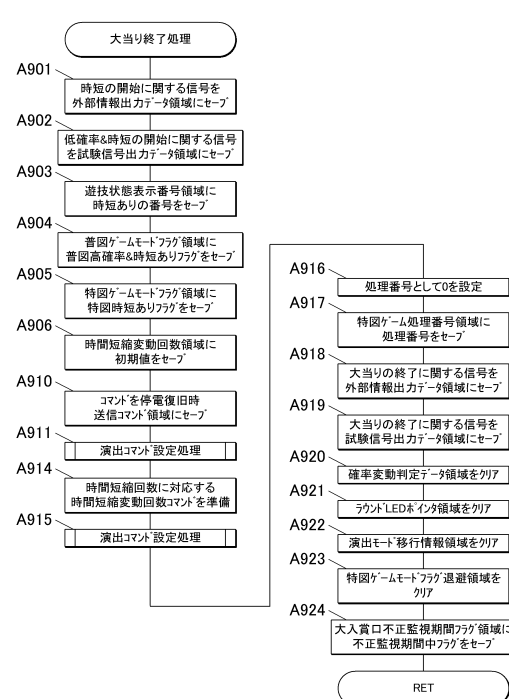 大当り終了処理
A901
時短の開始に関する信号を
外部情報出力データ領域にセーブ
A902
低確率&時短の開始に関する信号
を試験信号出力データ領域にセーブ
A903
遊技状態表示番号領域に
時短ありの番号をセーブ
A904
普図ゲームモードフラグ領域に
普図高確率&時短ありフラグをセーブ
A905
特図ゲームモードフラグ領域に
特図時短ありフラグをセーブ
A906
時間短縮変動回数領域に
初期値をセーブ
A910
コマンドを停電復旧時
送信コマンド領域にセーブ
A911
演出コマンド設定処理
A914
時間短縮回数に対応する
時間短縮変動回数コマンドを準備
A915
演出コマンド設定処理
A916
処理番号として0を設定
A917
特図ゲーム処理番号領域に
処理番号をセーブ
A918
大当りの終了に関する信号を
外部情報出力データ領域にセーブ
A919
大当りの終了に関する信号を
試験信号出力データ領域にセーブ
A920
確率変動判定データ領域をクリア
A921
ラウンドLEDポインタ領域をクリア
A922
演出モード移行情報領域をクリア
A923
特図ゲームモードフラグ退避領域を
クリア
A924
大入賞口不正監視期間フラグ領域に
不正監視期間中フラグをセーブ
RET